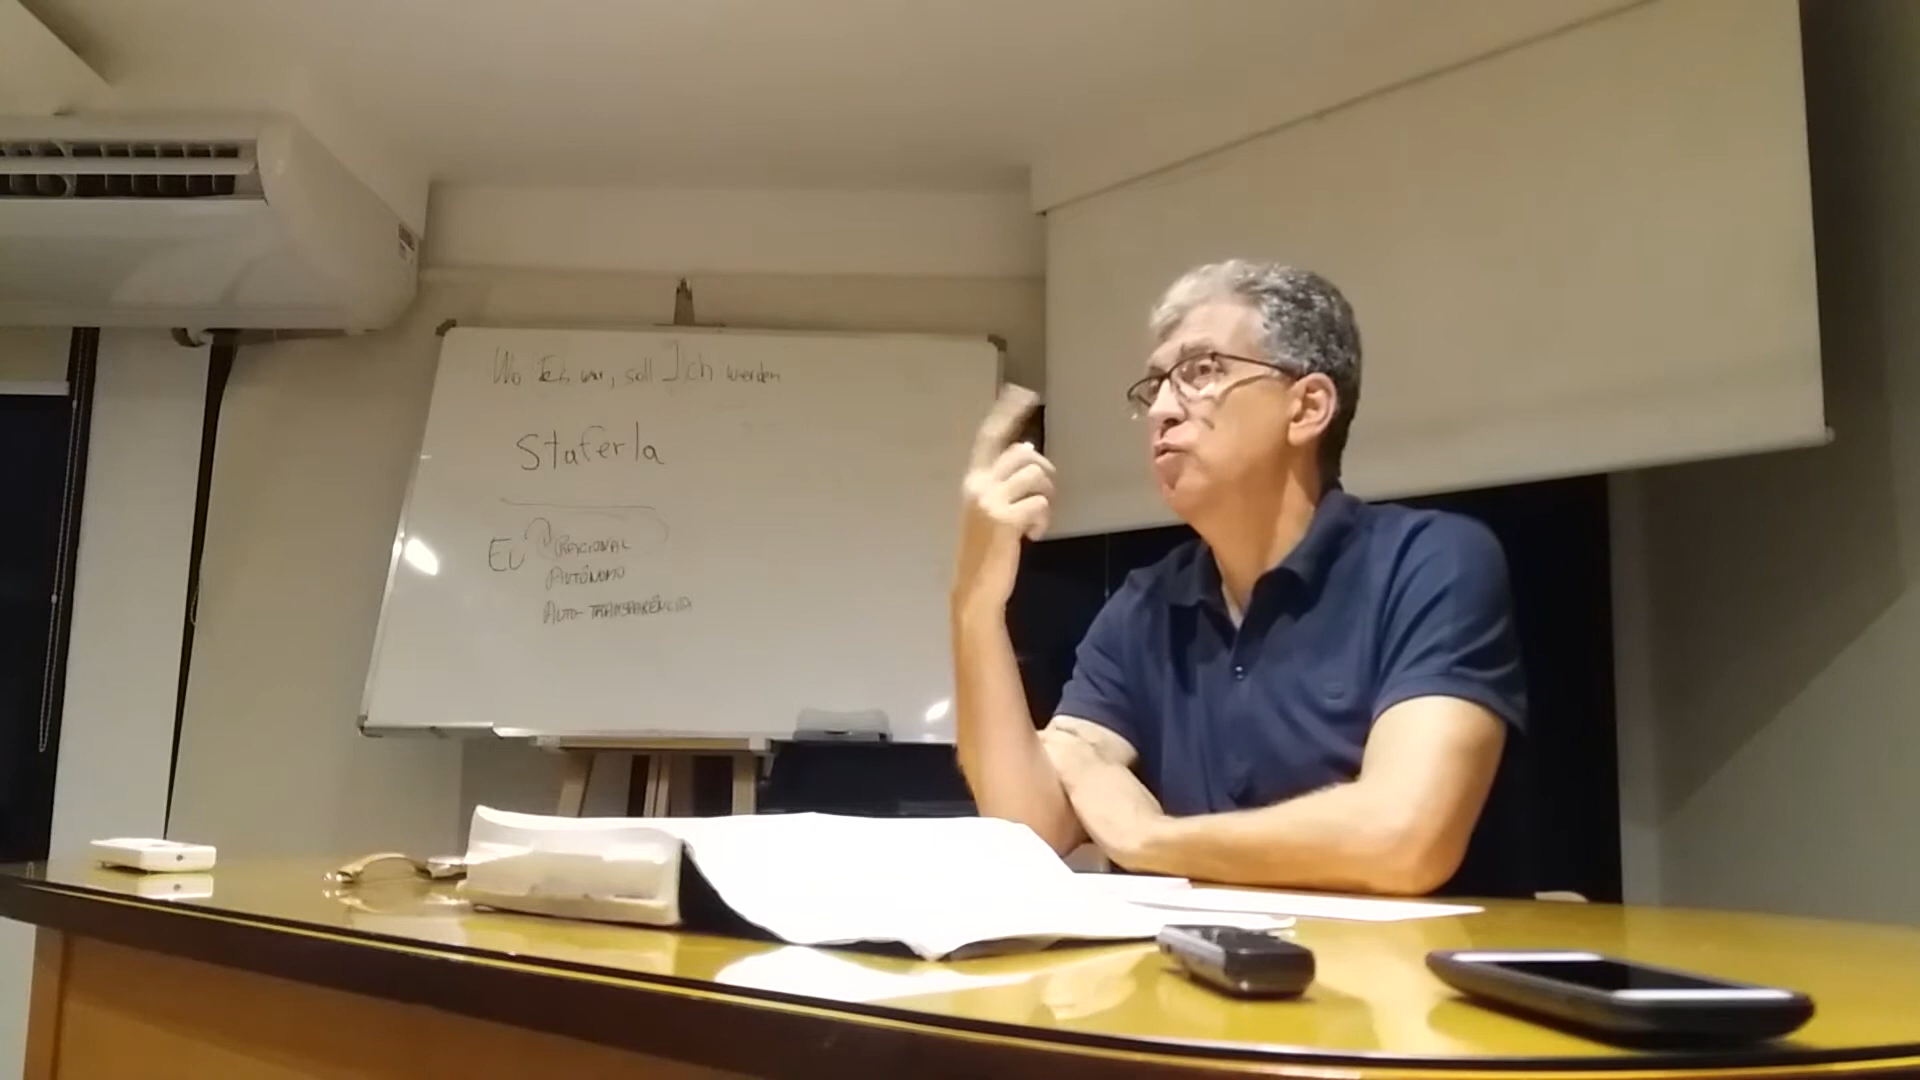 Wo Es war, soll Ich werden
Staferla
EU RACIONAL
AUTÔNOMO
AUTO-TRANSPARÊNCIA